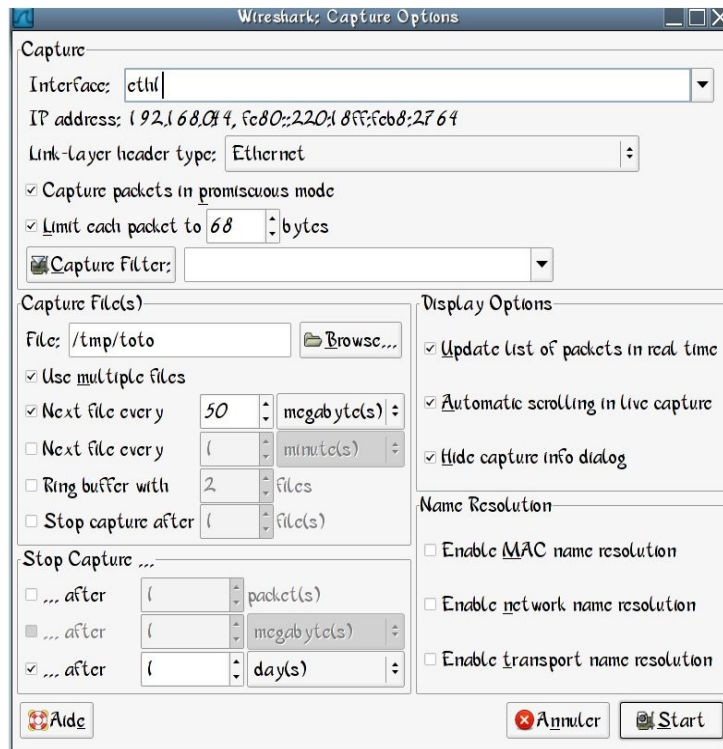 Wireshark: Capture Options
Capture
Interface: eth1
IP address: 192.168.0.44, fe80::220:18ff:feb8:2764
Link-layer header type: Ethernet
Capture packets in promiscuous mode
Limit each packet to 68 bytes
Capture Filter:
Capture File(s)
File: /tmp/toto Browse...
Use multiple files
Next file every 50 megabyte(s)
Next file every 1 minute(s)
Ring buffer with 2 files
Stop capture after 1 file(s)
Stop Capture ...
... after 1 packet(s)
... after 1 megabyte(s)
... after 1 day(s)
Display Options
Update list of packets in real time
Automatic scrolling in live capture
Hide capture info dialog
Name Resolution
Enable MAC name resolution
Enable network name resolution
Enable transport name resolution
Aide
Annuler
Start